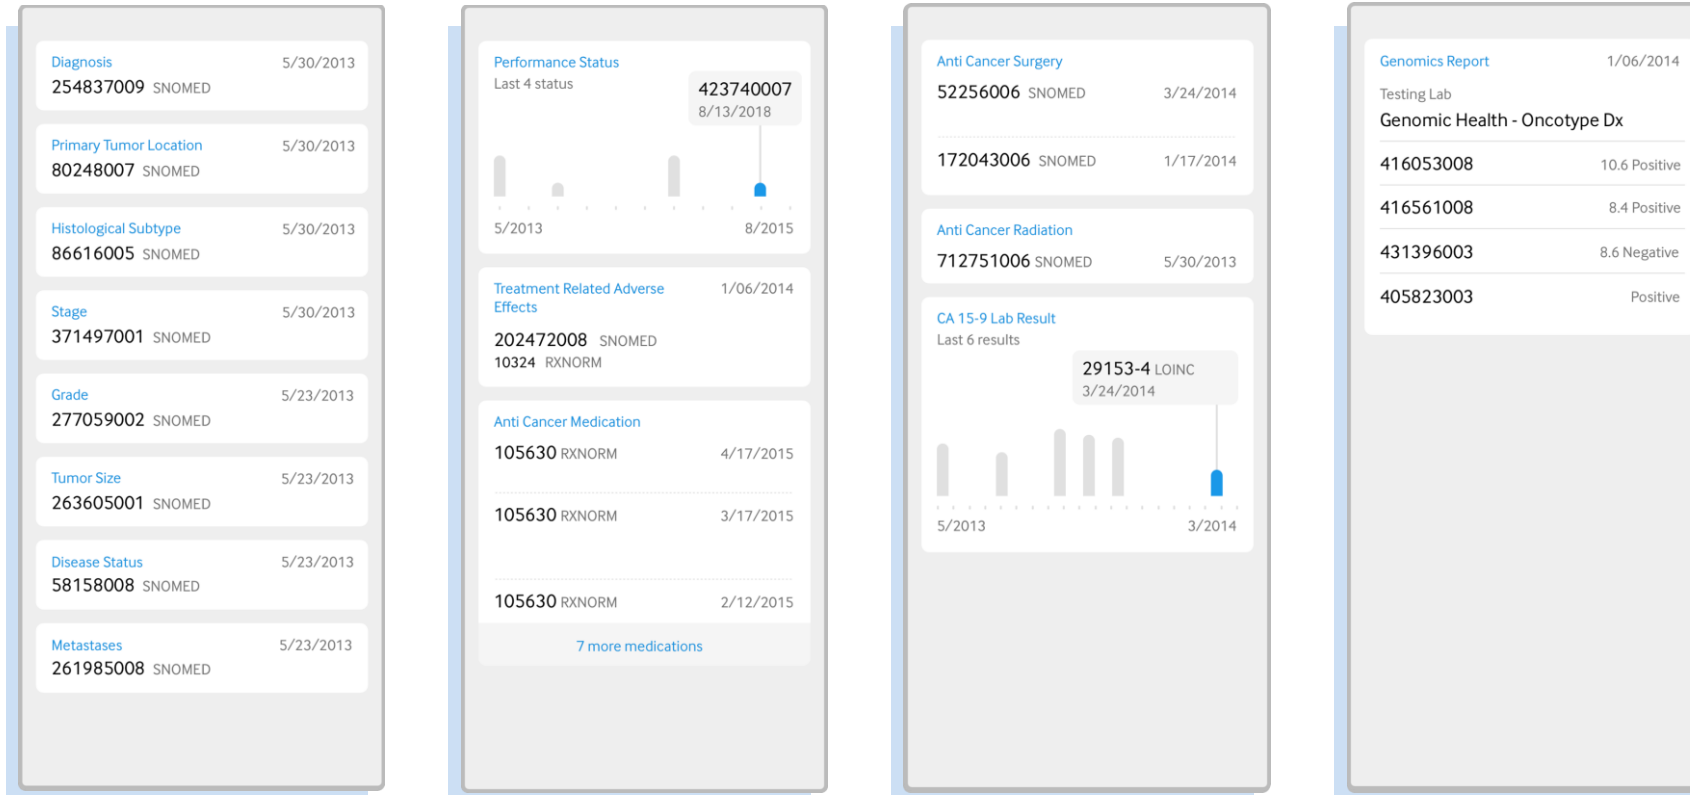 Diagnosis 5/30/2013
254837009 SNOMED
Primary Tumor Location 5/30/2013
80248007 SNOMED
Histological Subtype 5/30/2013
86616005 SNOMED
Stage 5/30/2013
371497001 SNOMED
Grade 5/23/2013
277059002 SNOMED
Tumor Size 5/23/2013
263605001 SNOMED
Disease Status 5/23/2013
58158008 SNOMED
Metastases 5/23/2013
261985008 SNOMED
Performance Status
Last 4 status
423740007
8/13/2018
5/2013 8/2015
Treatment Related Adverse 1/06/2014
Effects
202472008 SNOMED
10324 RXNORM
Anti Cancer Medication
105630 RXNORM 4/17/2015
105630 RXNORM 3/17/2015
105630 RXNORM 2/12/2015
7 more medications
Anti Cancer Surgery
52256006 SNOMED 3/24/2014
172043006 SNOMED 1/17/2014
Anti Cancer Radiation
712751006 SNOMED 5/30/2013
CA 15-9 Lab Result
Last 6 results
29153-4 LOINC
3/24/2014
5/2013 3/2014
Genomics Report 1/06/2014
Testing Lab
Genomic Health - Oncotype Dx
416053008 10.6 Positive
416561008 8.4 Positive
431396003 8.6 Negative
405823003 Positive